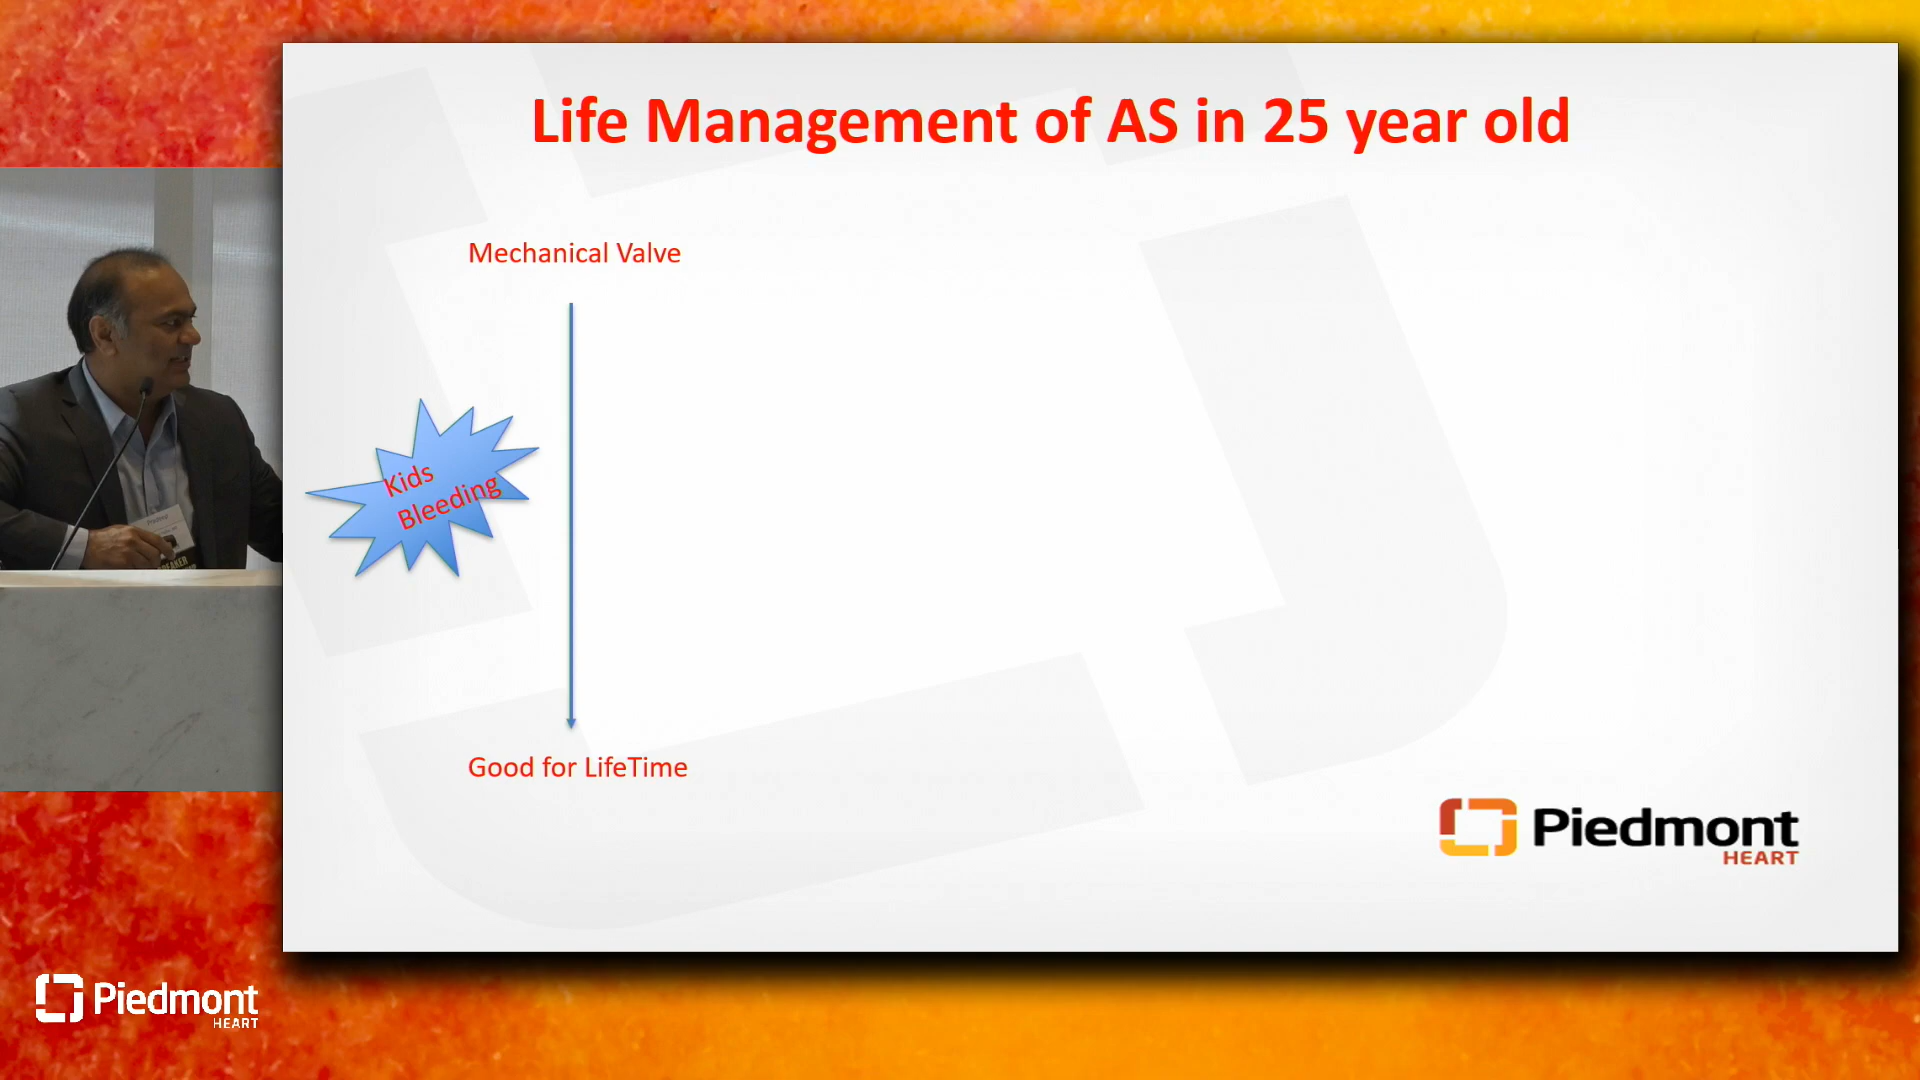 Life Management of AS in 25 year old
Mechanical Valve
Kids
Bleeding
Good for LifeTime
Piedmont
HEART
Piedmont
HEART